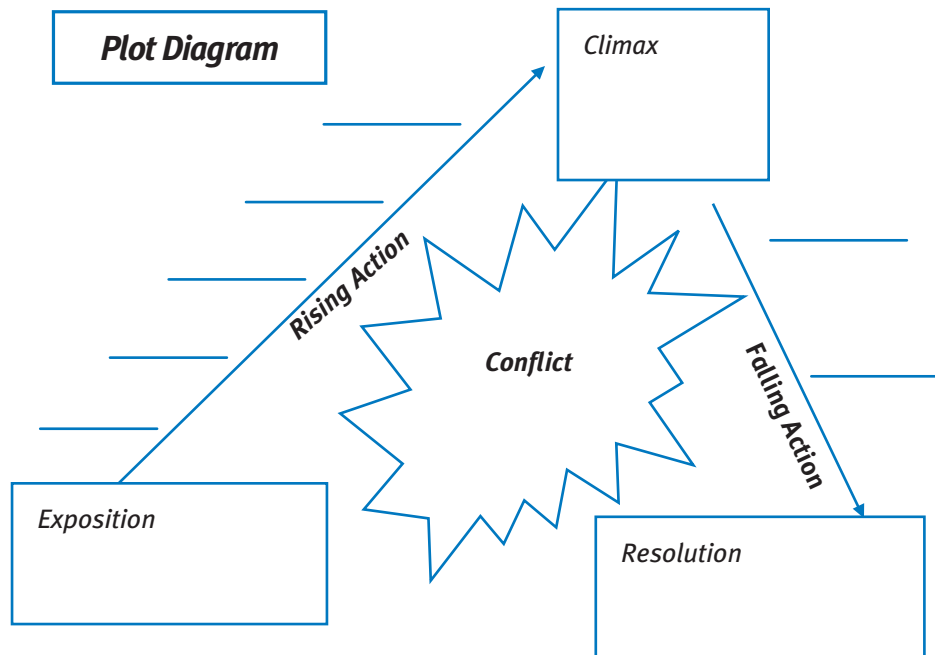 Plot Diagram
Climax
Rising Action
Conflict
Falling Action
Exposition
Resolution